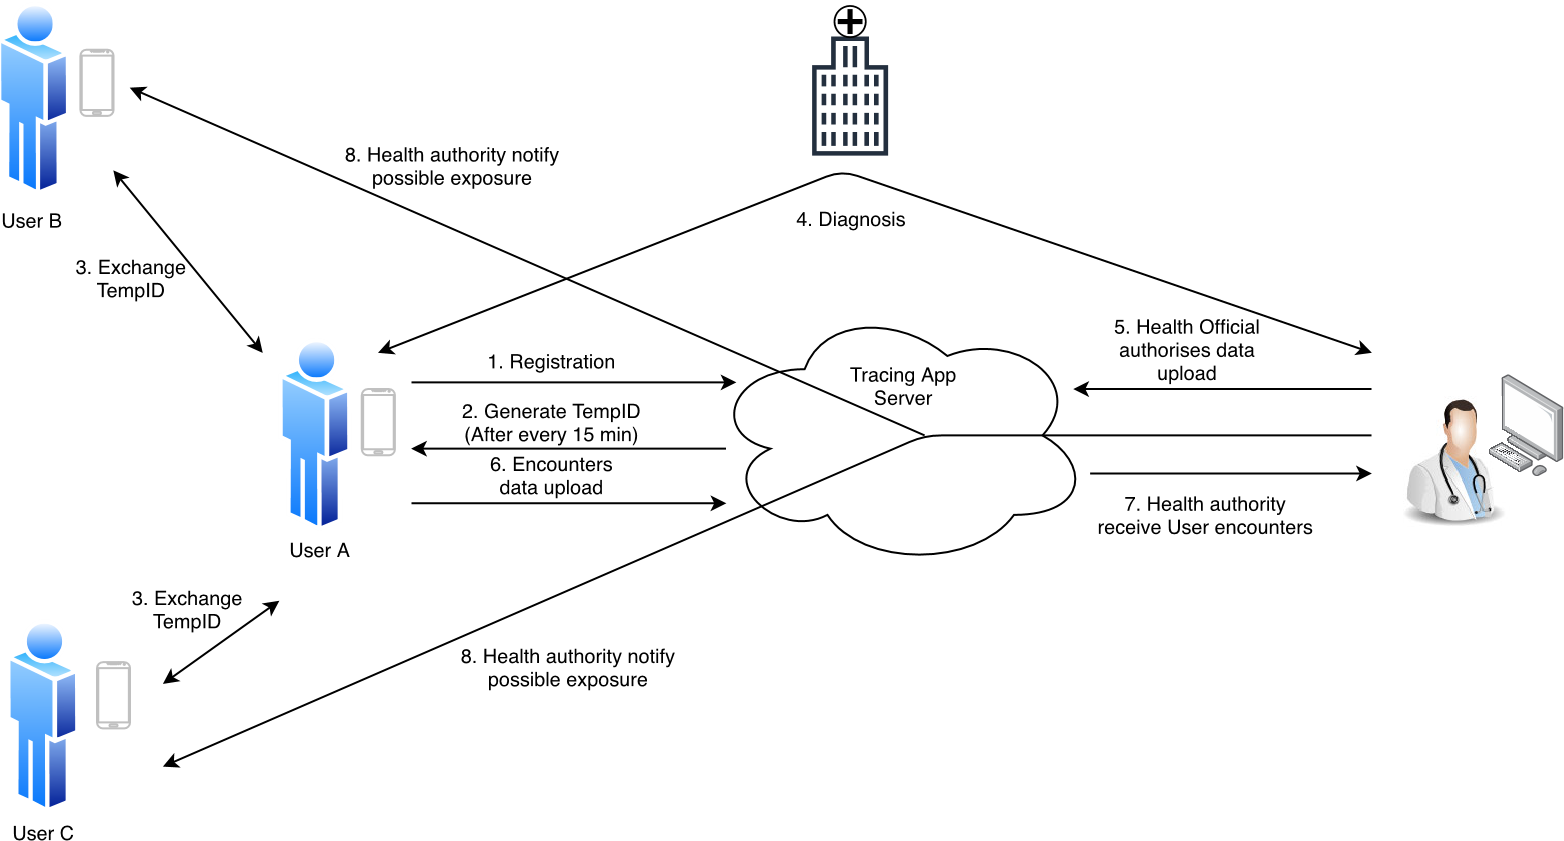 8. Health authority notify
possible exposure
User B
4. Diagnosis
3. Exchange
TempID
5. Health Official
authorises data
upload
1. Registration
Tracing App
Server
2. Generate TempID
(After every 15 min)
6. Encounters
data upload
7. Health authority
receive User encounters
User A
3. Exchange
TempID
8. Health authority notify
possible exposure
User C